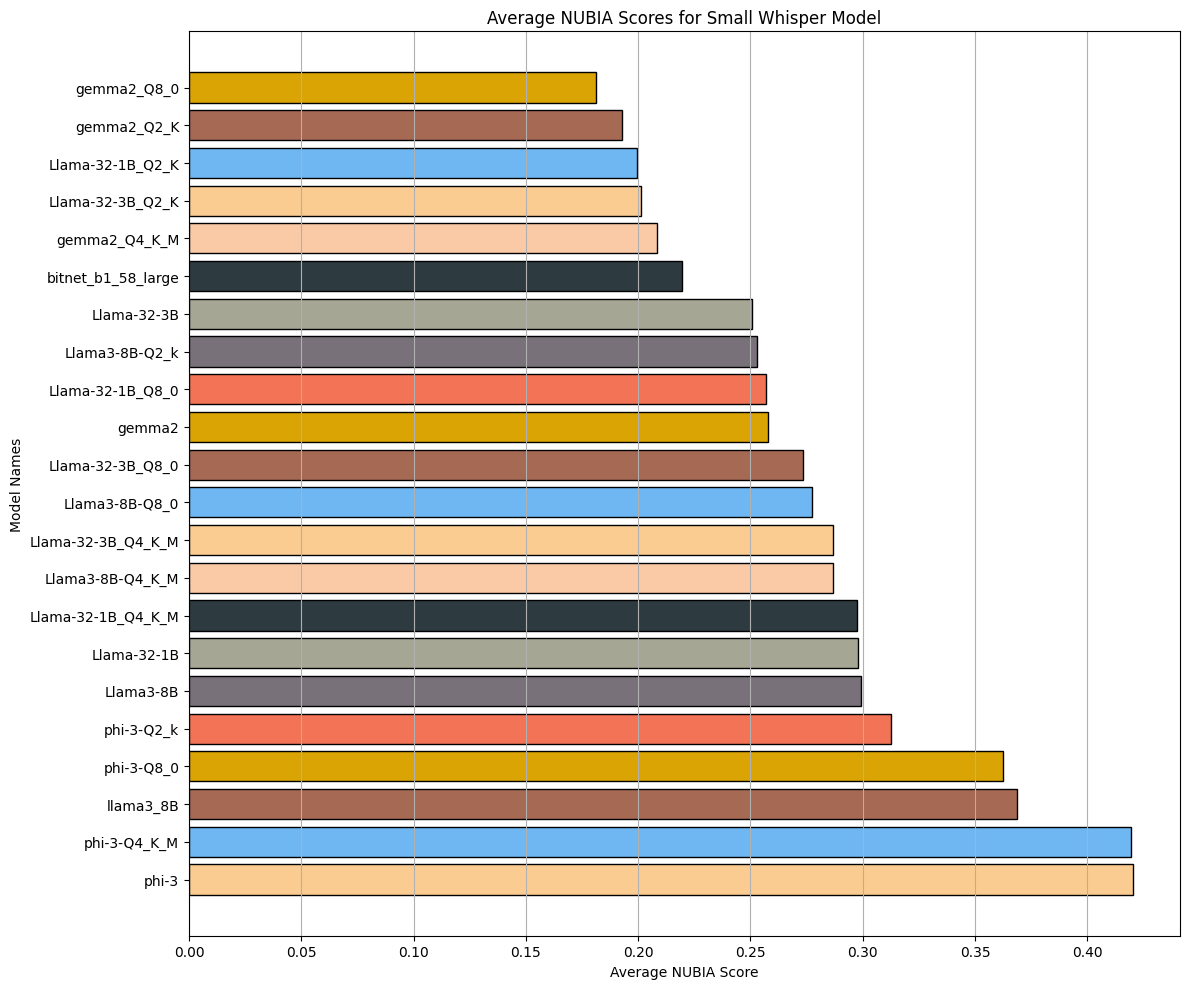 Average NUBIA Scores for Small Whisper Model
gemma2_Q8_0
gemma2_Q2_K
Llama-32-1B_Q2_K
Llama-32-3B_Q2_K
gemma2_Q4_K_M
bitnet_b1_58_large
Llama-32-3B
Llama3-8B-Q2_k
Llama-32-1B_Q8_0
gemma2
Llama-32-3B_Q8_0
Llama3-8B-Q8_0
Llama-32-3B_Q4_K_M
Llama3-8B-Q4_K_M
Llama-32-1B_Q4_K_M
Llama-32-1B
Llama3-8B
phi-3-Q2_k
phi-3-Q8_0
llama3_8B
phi-3-Q4_K_M
phi-3
Model Names
0.00 0.05 0.10 0.15 0.20 0.25 0.30 0.35 0.40
Average NUBIA Score